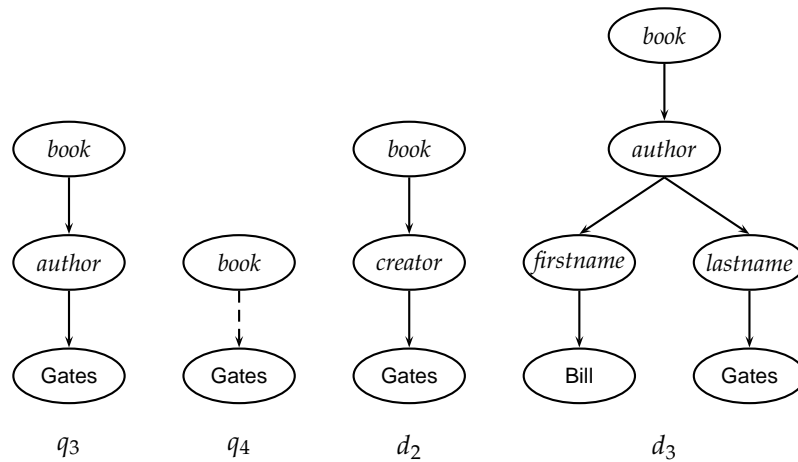 book
book book author
author book creator firstname lastname
Gates Gates Gates Bill Gates
q3 q4 d2 d3